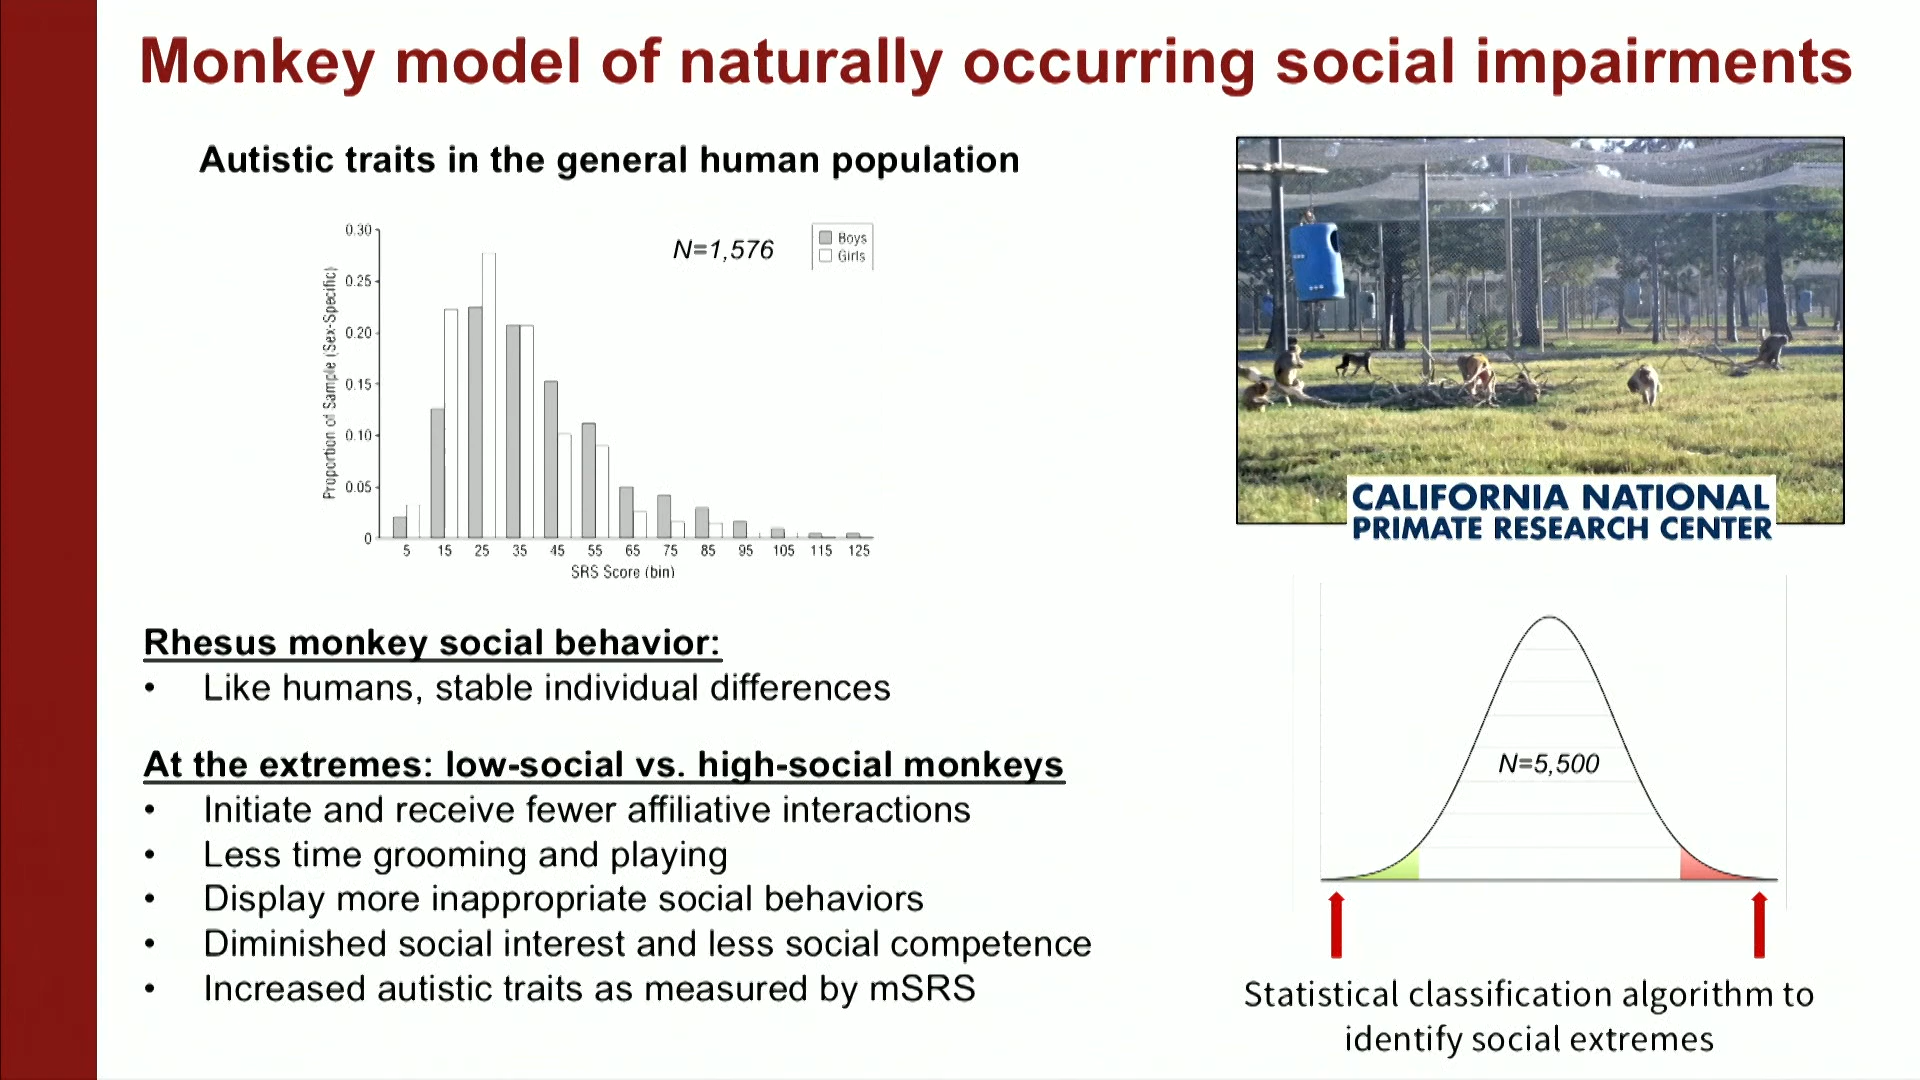 Monkey model of naturally occurring social impairments
Autistic traits in the general human population
N=1,576
Boys
Girls
Proportion of Sample (Sex-Specific)
0.30
0.25
0.20
0.15
0.10
0.05
0
5 15 25 35 45 55 65 75 85 95 105 115 125
SRS Score (bin)
CALIFORNIA NATIONAL
PRIMATE RESEARCH CENTER
Rhesus monkey social behavior:
• Like humans, stable individual differences
At the extremes: low-social vs. high-social monkeys
• Initiate and receive fewer affiliative interactions
• Less time grooming and playing
• Display more inappropriate social behaviors
• Diminished social interest and less social competence
• Increased autistic traits as measured by mSRS
N=5,500
Statistical classification algorithm to
identify social extremes